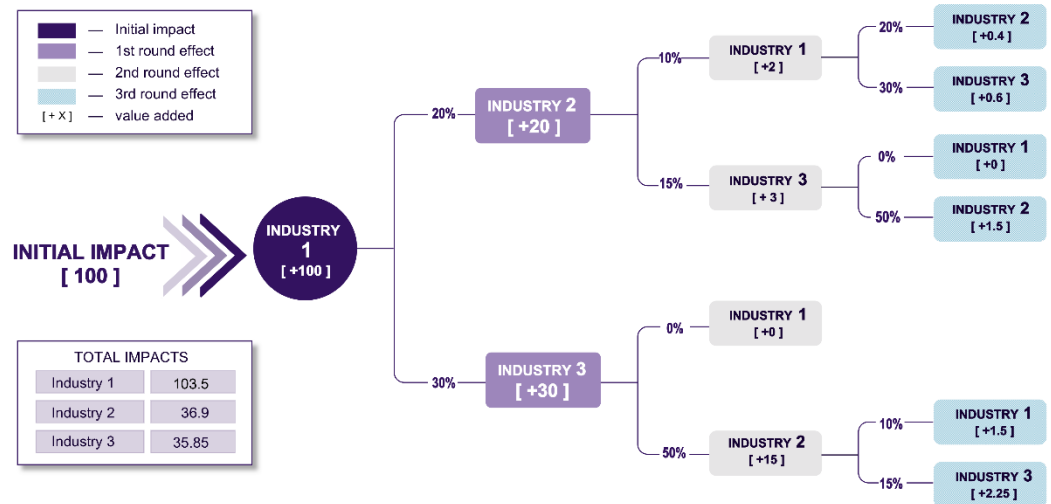 — Initial impact
— 1st round effect
— 2nd round effect
— 3rd round effect
[ + X ] — value added
INITIAL IMPACT
[ 100 ]
INDUSTRY
1
[ +100 ]
20%
INDUSTRY 2
[ +20 ]
10%
INDUSTRY 1
[ +2 ]
20%
INDUSTRY 2
[ +0.4 ]
30%
INDUSTRY 3
[ +0.6 ]
15%
INDUSTRY 3
[ + 3 ]
0%
INDUSTRY 1
[ +0 ]
50%
INDUSTRY 2
[ +1.5 ]
30%
INDUSTRY 3
[ +30 ]
0%
INDUSTRY 1
[ +0 ]
50%
INDUSTRY 2
[ +15 ]
10%
INDUSTRY 1
[ +1.5 ]
15%
INDUSTRY 3
[ +2.25 ]
TOTAL IMPACTS
Industry 1 103.5
Industry 2 36.9
Industry 3 35.85